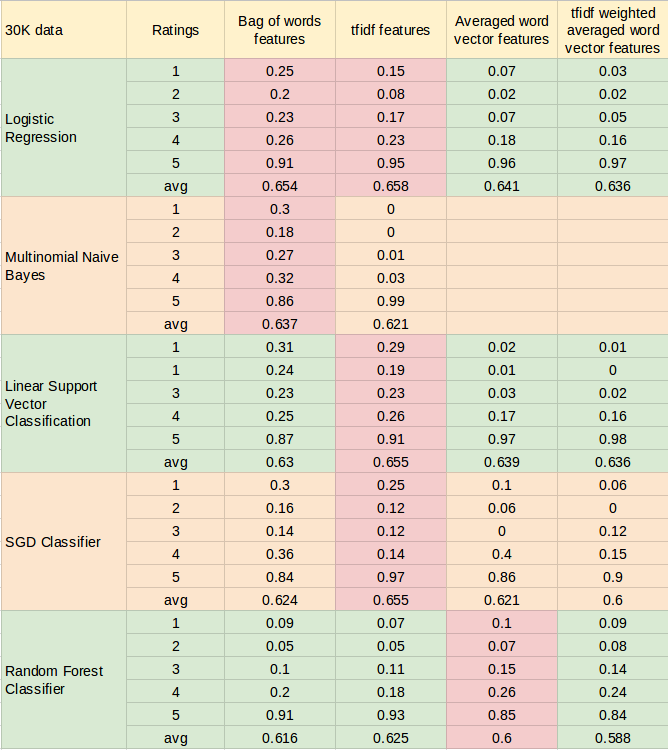 30K data Ratings Bag of words features tfidf features Averaged word vector features tfidf weighted averaged word vector features
Logistic Regression
1 0.25 0.15 0.07 0.03
2 0.2 0.08 0.02 0.02
3 0.23 0.17 0.07 0.05
4 0.26 0.23 0.18 0.16
5 0.91 0.95 0.96 0.97
avg 0.654 0.658 0.641 0.636
Multinomial Naive Bayes
1 0.3 0
2 0.18 0
3 0.27 0.01
4 0.32 0.03
5 0.86 0.99
avg 0.637 0.621
Linear Support Vector Classification
1 0.31 0.29 0.02 0.01
1 0.24 0.19 0.01 0
3 0.23 0.23 0.03 0.02
4 0.25 0.26 0.17 0.16
5 0.87 0.91 0.97 0.98
avg 0.63 0.655 0.639 0.636
SGD Classifier
1 0.3 0.25 0.1 0.06
2 0.16 0.12 0.06 0
3 0.14 0.12 0 0.12
4 0.36 0.14 0.4 0.15
5 0.84 0.97 0.86 0.9
avg 0.624 0.655 0.621 0.6
Random Forest Classifier
1 0.09 0.07 0.1 0.09
2 0.05 0.05 0.07 0.08
3 0.1 0.11 0.15 0.14
4 0.2 0.18 0.26 0.24
5 0.91 0.93 0.85 0.84
avg 0.616 0.625 0.6 0.588